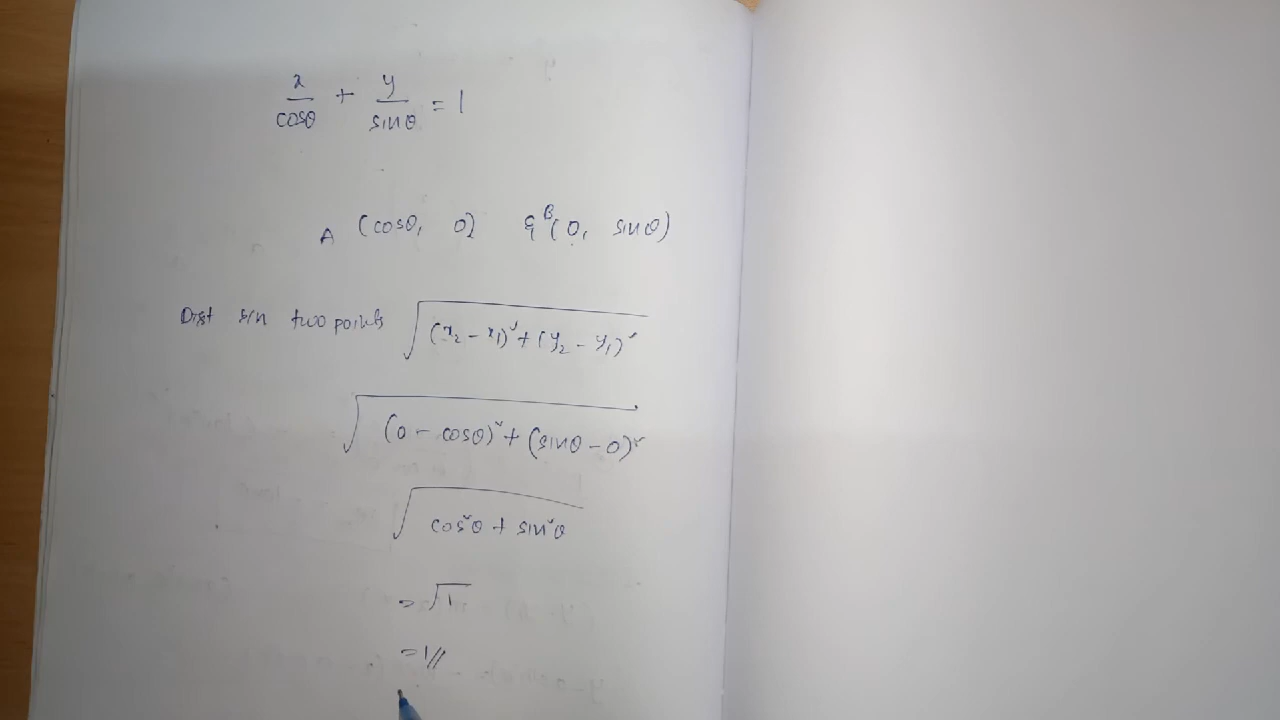 x/cosθ + y/sinθ = 1
A (cosθ, 0) & B(0, sinθ)
Dist b/n two points √((x₂ - x₁)² + (y₂ - y₁)²)
√((0 - cosθ)² + (sinθ - 0)²)
√(cos²θ + sin²θ)
= √1
= 1//